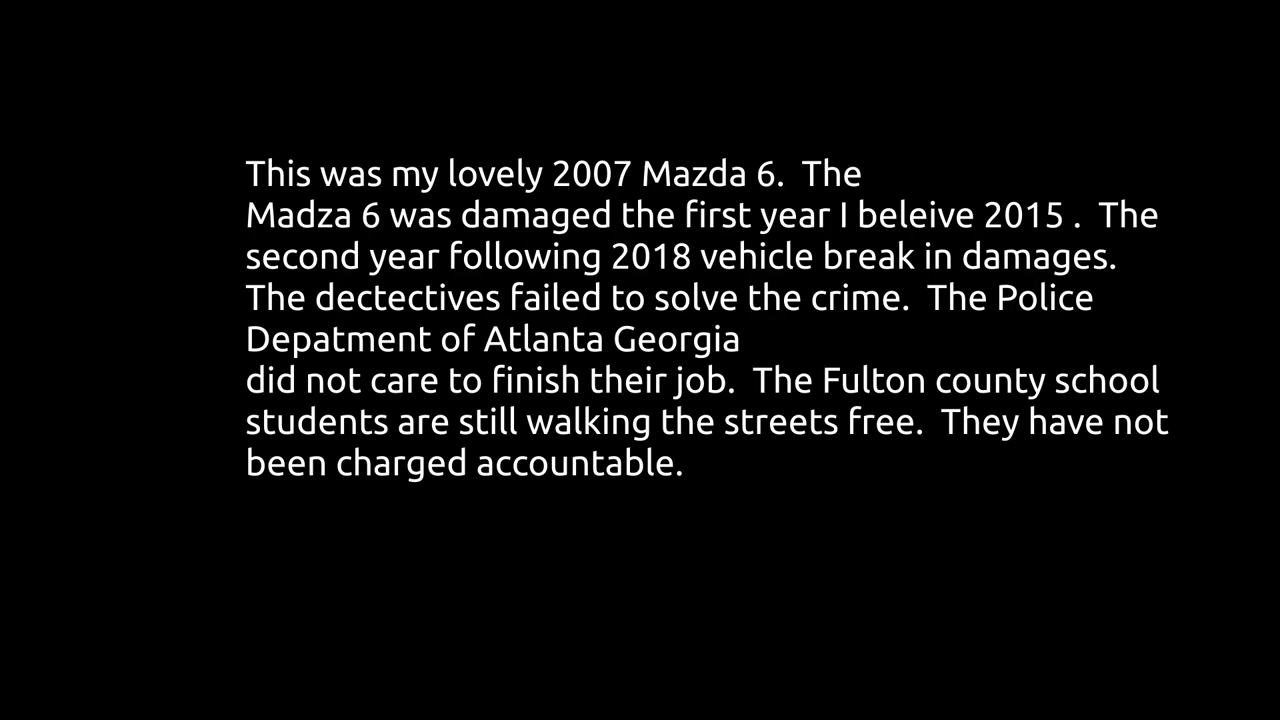 This was my lovely 2007 Mazda 6.  The
Madza 6 was damaged the first year I beleive 2015 .  The
second year following 2018 vehicle break in damages.
The dectectives failed to solve the crime.  The Police
Depatment of Atlanta Georgia
did not care to finish their job.  The Fulton county school
students are still walking the streets free.  They have not
been charged accountable.